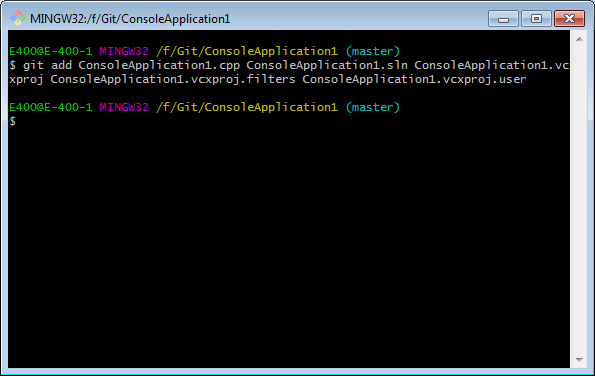 MINGW32:/f/Git/ConsoleApplication1
E400@E-400-1 MINGW32 /f/Git/ConsoleApplication1 (master)
$ git add ConsoleApplication1.cpp ConsoleApplication1.sln ConsoleApplication1.vc
xproj ConsoleApplication1.vcxproj.filters ConsoleApplication1.vcxproj.user
E400@E-400-1 MINGW32 /f/Git/ConsoleApplication1 (master)
$